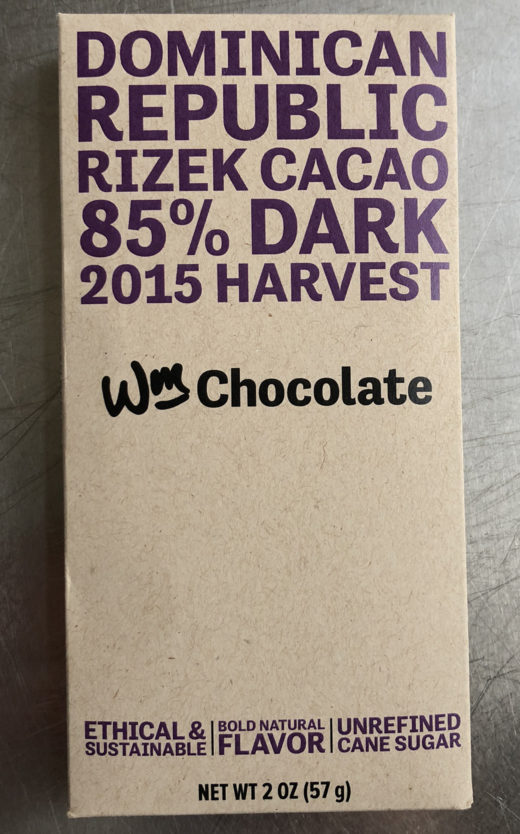 DOMINICAN
REPUBLIC
RIZEK CACAO
85% DARK
2015 HARVEST
Wm Chocolate
ETHICAL &
SUSTAINABLE
BOLD NATURAL
FLAVOR
UNREFINED
CANE SUGAR
NET WT 2 OZ (57 g)